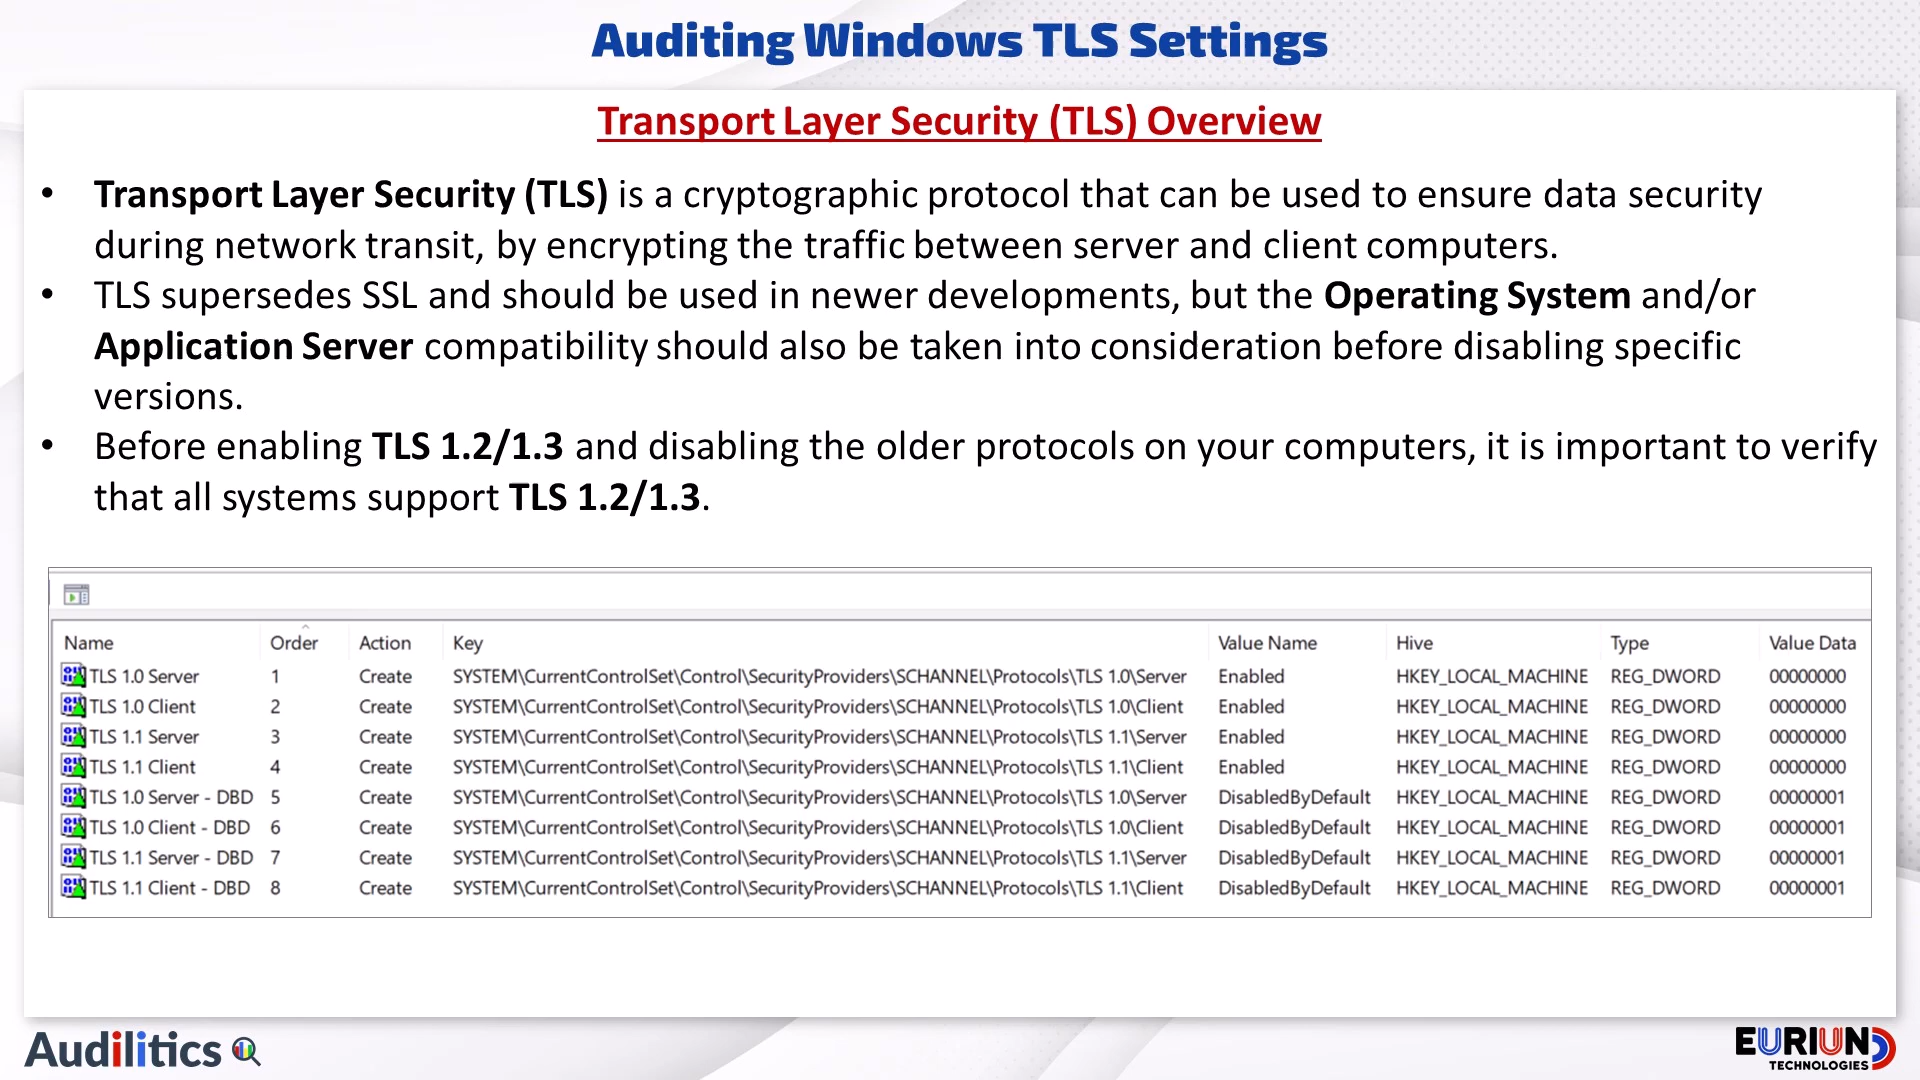 Auditing Windows TLS Settings
Transport Layer Security (TLS) Overview
• Transport Layer Security (TLS) is a cryptographic protocol that can be used to ensure data security
during network transit, by encrypting the traffic between server and client computers.
• TLS supersedes SSL and should be used in newer developments, but the Operating System and/or
Application Server compatibility should also be taken into consideration before disabling specific
versions.
• Before enabling TLS 1.2/1.3 and disabling the older protocols on your computers, it is important to verify
that all systems support TLS 1.2/1.3.
Name Order Action Key Value Name Hive Type Value Data
TLS 1.0 Server 1 Create SYSTEM\CurrentControlSet\Control\SecurityProviders\SCHANNEL\Protocols\TLS 1.0\Server Enabled HKEY_LOCAL_MACHINE REG_DWORD 00000000
TLS 1.0 Client 2 Create SYSTEM\CurrentControlSet\Control\SecurityProviders\SCHANNEL\Protocols\TLS 1.0\Client Enabled HKEY_LOCAL_MACHINE REG_DWORD 00000000
TLS 1.1 Server 3 Create SYSTEM\CurrentControlSet\Control\SecurityProviders\SCHANNEL\Protocols\TLS 1.1\Server Enabled HKEY_LOCAL_MACHINE REG_DWORD 00000000
TLS 1.1 Client 4 Create SYSTEM\CurrentControlSet\Control\SecurityProviders\SCHANNEL\Protocols\TLS 1.1\Client Enabled HKEY_LOCAL_MACHINE REG_DWORD 00000000
TLS 1.0 Server - DBD 5 Create SYSTEM\CurrentControlSet\Control\SecurityProviders\SCHANNEL\Protocols\TLS 1.0\Server DisabledByDefault HKEY_LOCAL_MACHINE REG_DWORD 00000001
TLS 1.0 Client - DBD 6 Create SYSTEM\CurrentControlSet\Control\SecurityProviders\SCHANNEL\Protocols\TLS 1.0\Client DisabledByDefault HKEY_LOCAL_MACHINE REG_DWORD 00000001
TLS 1.1 Server - DBD 7 Create SYSTEM\CurrentControlSet\Control\SecurityProviders\SCHANNEL\Protocols\TLS 1.1\Server DisabledByDefault HKEY_LOCAL_MACHINE REG_DWORD 00000001
TLS 1.1 Client - DBD 8 Create SYSTEM\CurrentControlSet\Control\SecurityProviders\SCHANNEL\Protocols\TLS 1.1\Client DisabledByDefault HKEY_LOCAL_MACHINE REG_DWORD 00000001
Audilitics
EURIUN
TECHNOLOGIES